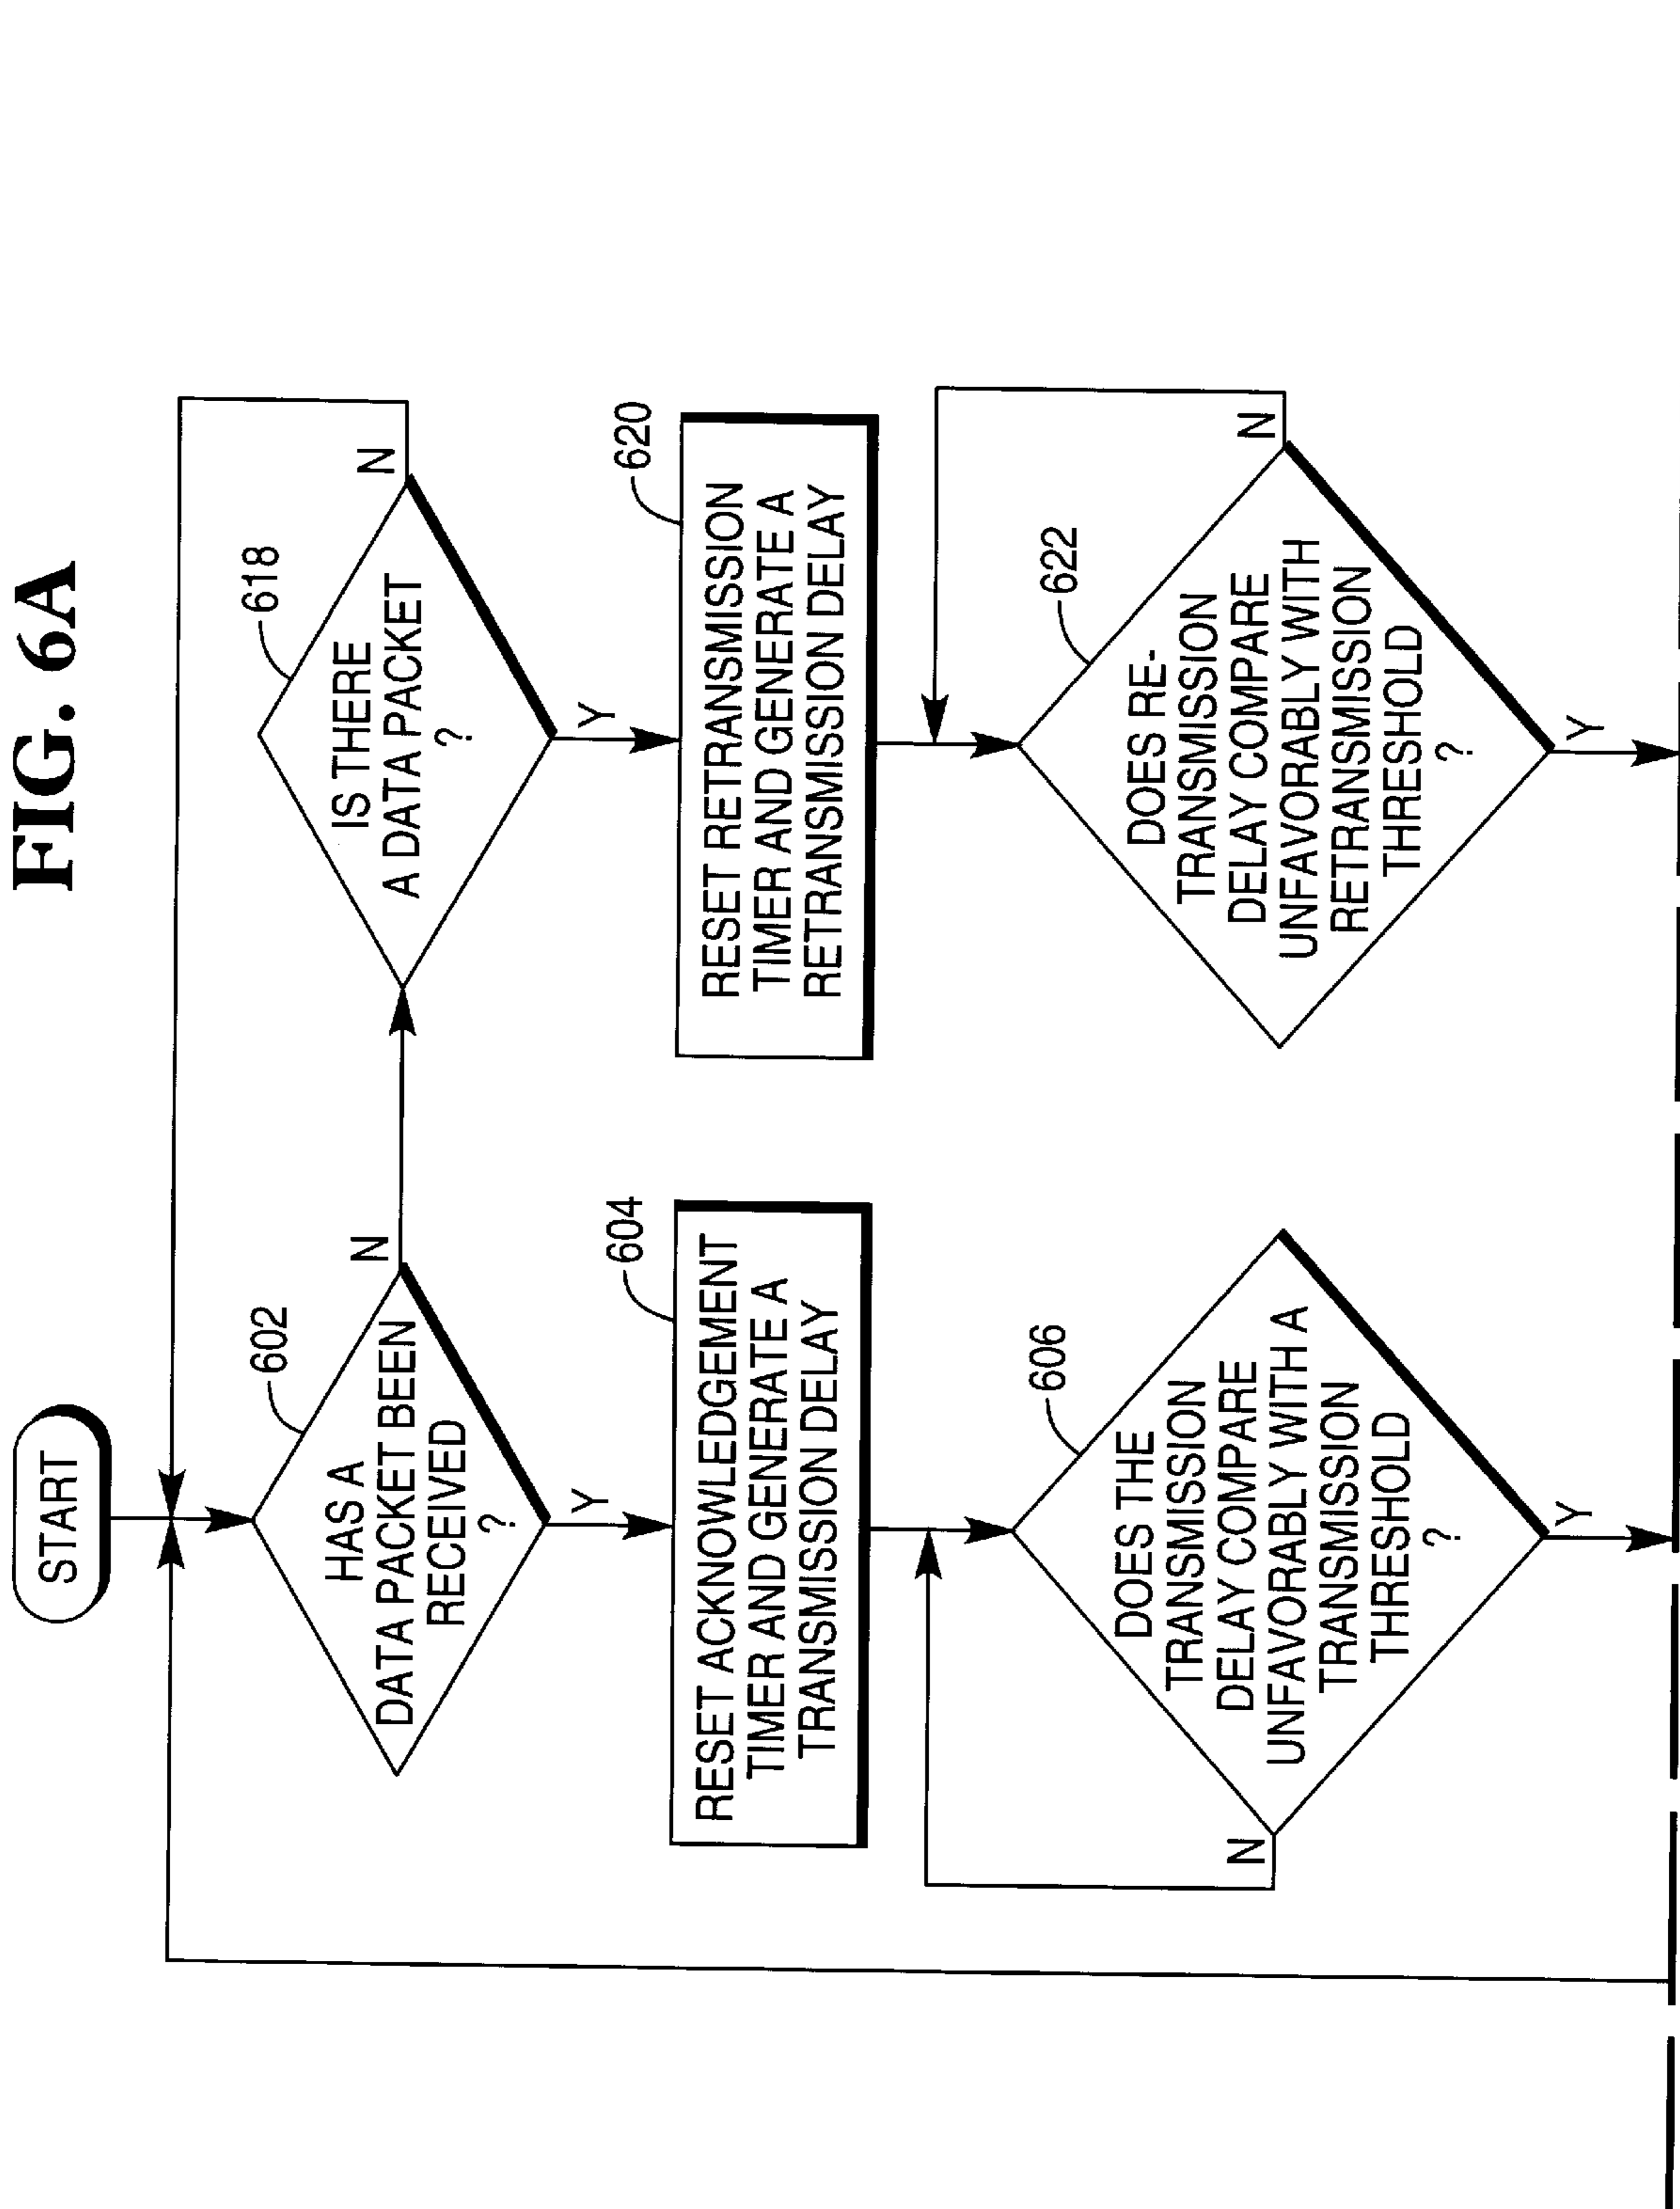 FIG. 6A
START
602
HAS A
DATA PACKET BEEN
RECEIVED
?
N
Y
618
IS THERE
A DATA PACKET
?
N
Y
604
RESET ACKNOWLEDGEMENT
TIMER AND GENERATE A
TRANSMISSION DELAY
620
RESET RETRANSMISSION
TIMER AND GENERATE A
RETRANSMISSION DELAY
606
DOES THE
TRANSMISSION
DELAY COMPARE
UNFAVORABLY WITH A
TRANSMISSION
THRESHOLD
?
N
Y
622
DOES RE-
TRANSMISSION
DELAY COMPARE
UNFAVORABLY WITH
RETRANSMISSION
THRESHOLD
?
N
Y